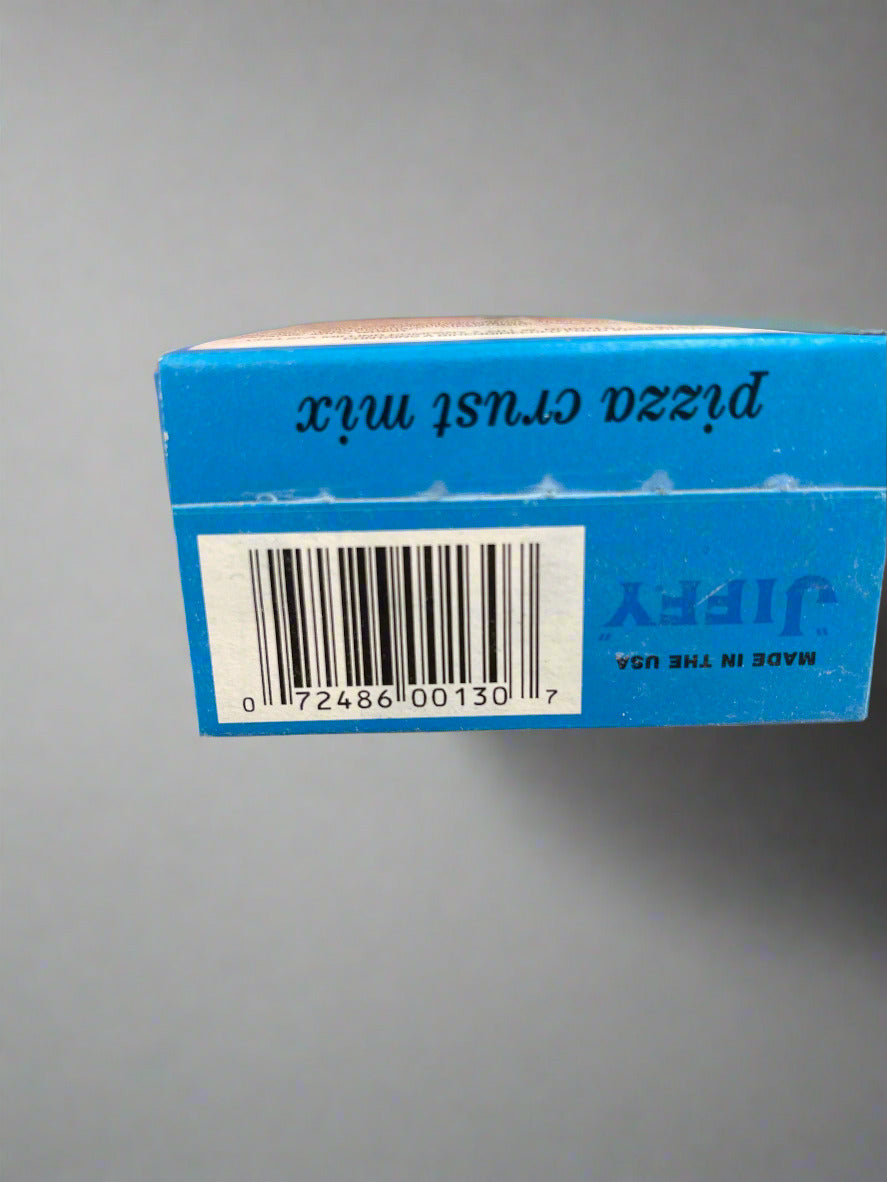 pizza crust mix
"JIFFY"
MADE IN THE USA
0 72486 00130 7